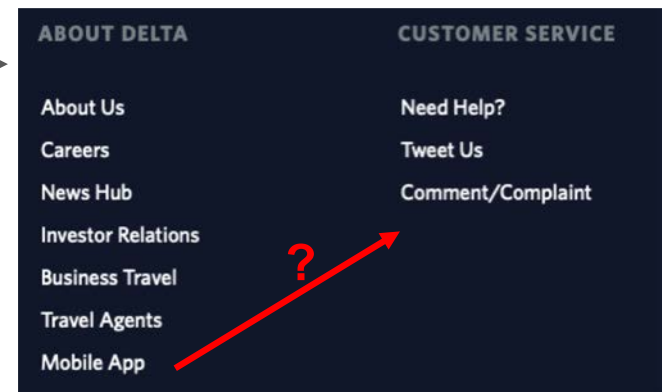 ABOUT DELTA
About Us
Careers
News Hub
Investor Relations
Business Travel
Travel Agents
Mobile App
CUSTOMER SERVICE
Need Help?
Tweet Us
Comment/Complaint
?